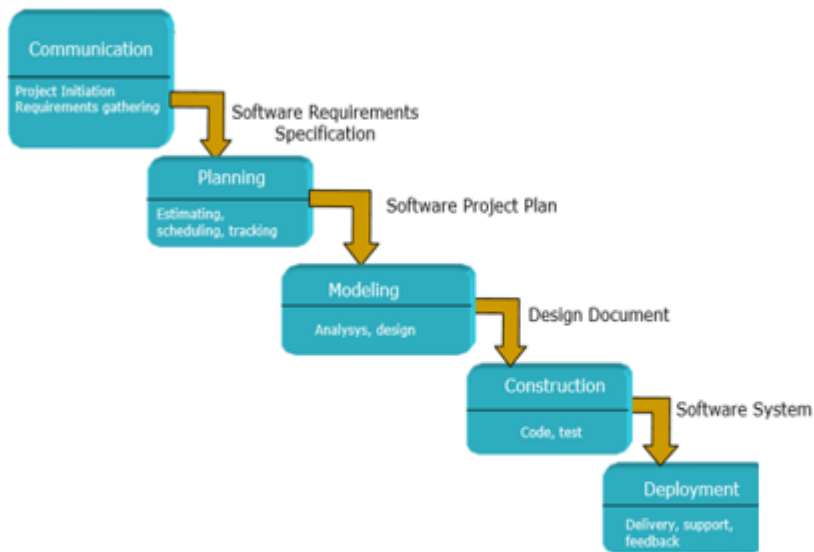 Communication
Project Initiation
Requirements gathering
Software Requirements
Specification
Planning
Estimating,
scheduling, tracking
Software Project Plan
Modeling
Analysys, design
Design Document
Construction
Code, test
Software System
Deployment
Delivery, support,
feedback